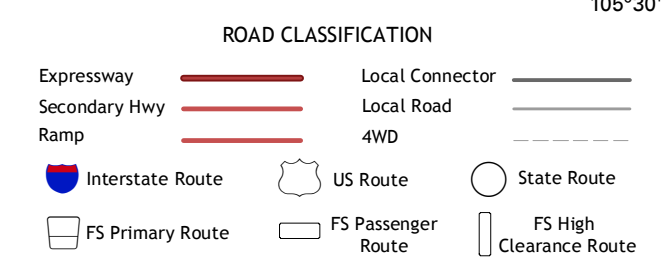 105°30'
ROAD CLASSIFICATION
Expressway
Local Connector
Secondary Hwy
Local Road
Ramp
4WD
Interstate Route
US Route
State Route
FS Primary Route
FS Passenger
Route
FS High
Clearance Route